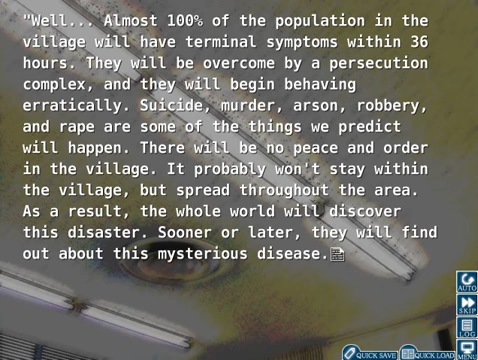 "Well... Almost 100% of the population in the
village will have terminal symptoms within 36
hours. They will be overcome by a persecution
complex, and they will begin behaving
erratically. Suicide, murder, arson, robbery,
and rape are some of the things we predict
will happen. There will be no peace and order
in the village. It probably won't stay within
the village, but spread throughout the area.
As a result, the whole world will discover
this disaster. Sooner or later, they will find
out about this mysterious disease.
AUTO
SKIP
LOG
QUICK SAVE QUICK LOAD MENU